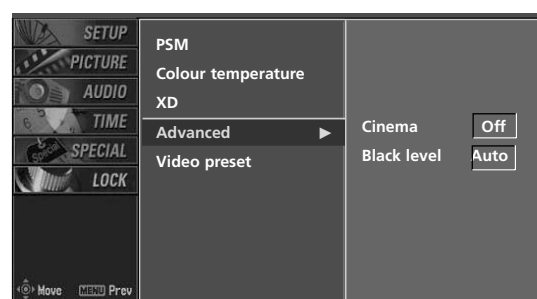 SETUP
PICTURE
AUDIO
TIME
SPECIAL
LOCK
Move MENU Prev
PSM
Colour temperature
XD
Advanced
Video preset
Cinema Off
Black level Auto